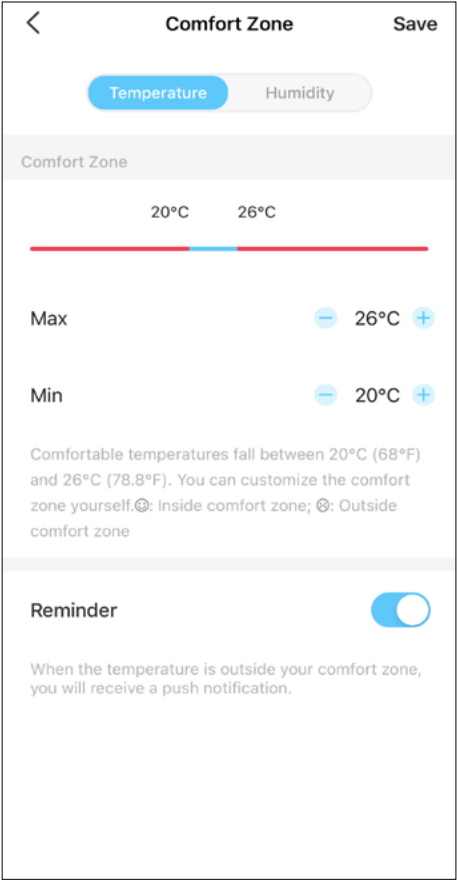 Comfort Zone Save
Temperature Humidity
Comfort Zone
20°C 26°C
Max − 26°C +
Min − 20°C +
Comfortable temperatures fall between 20°C (68°F)
and 26°C (78.8°F). You can customize the comfort
zone yourself.☺: Inside comfort zone; ☹: Outside
comfort zone
Reminder
When the temperature is outside your comfort zone,
you will receive a push notification.